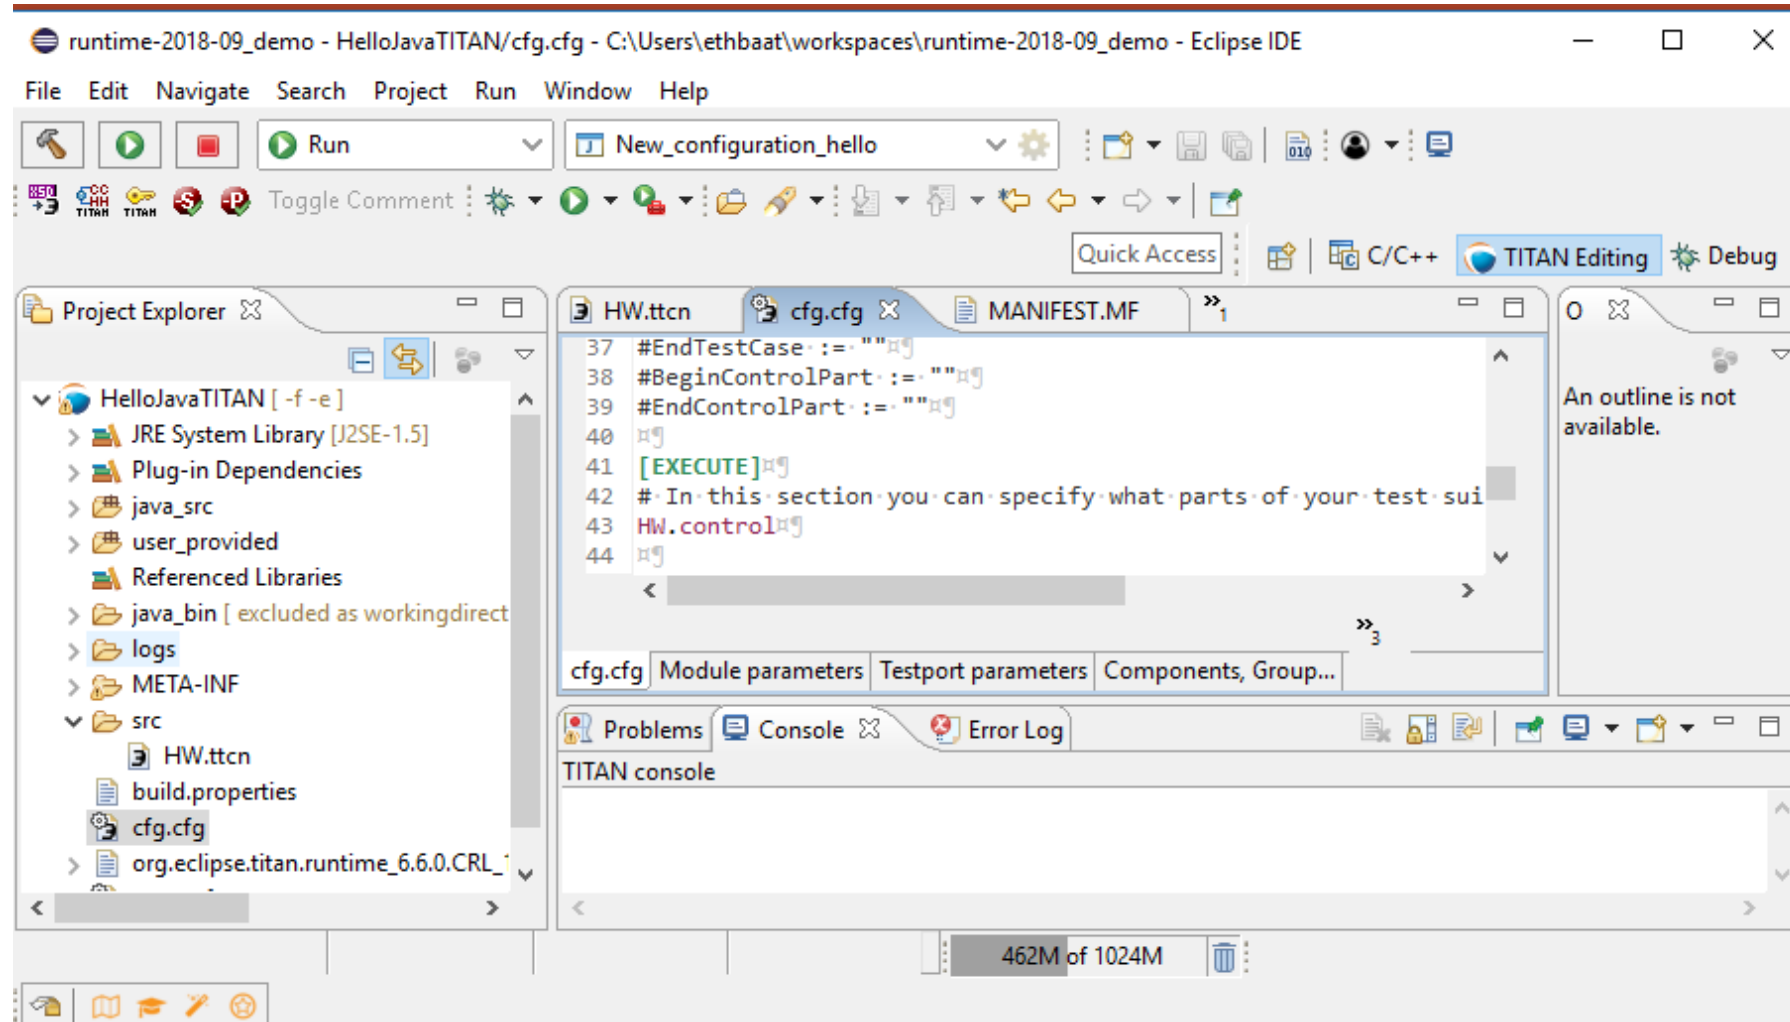 runtime-2018-09_demo - HelloJavaTITAN/cfg.cfg - C:\Users\ethbaat\workspaces\runtime-2018-09_demo - Eclipse IDE
File Edit Navigate Search Project Run Window Help
Run New_configuration_hello 010
XSD TITAN TITAN S P Toggle Comment
Quick Access C/C++ TITAN Editing Debug
Project Explorer
HelloJavaTITAN [ -f -e ]
JRE System Library [J2SE-1.5]
Plug-in Dependencies
java_src
user_provided
Referenced Libraries
java_bin [ excluded as workingdirect
logs
META-INF
src
HW.ttcn
build.properties
cfg.cfg
org.eclipse.titan.runtime_6.6.0.CRL_
HW.ttcn cfg.cfg MANIFEST.MF »1
37 #EndTestCase·:=·""¤¶
38 #BeginControlPart·:=·""¤¶
39 #EndControlPart·:=·""¤¶
40 ¤¶
41 [EXECUTE]¤¶
42 #·In·this·section·you·can·specify·what·parts·of·your·test·sui
43 HW.control¤¶
44 ¤¶
»3
cfg.cfg Module parameters Testport parameters Components, Group...
O
An outline is not
available.
Problems Console Error Log
TITAN console
462M of 1024M